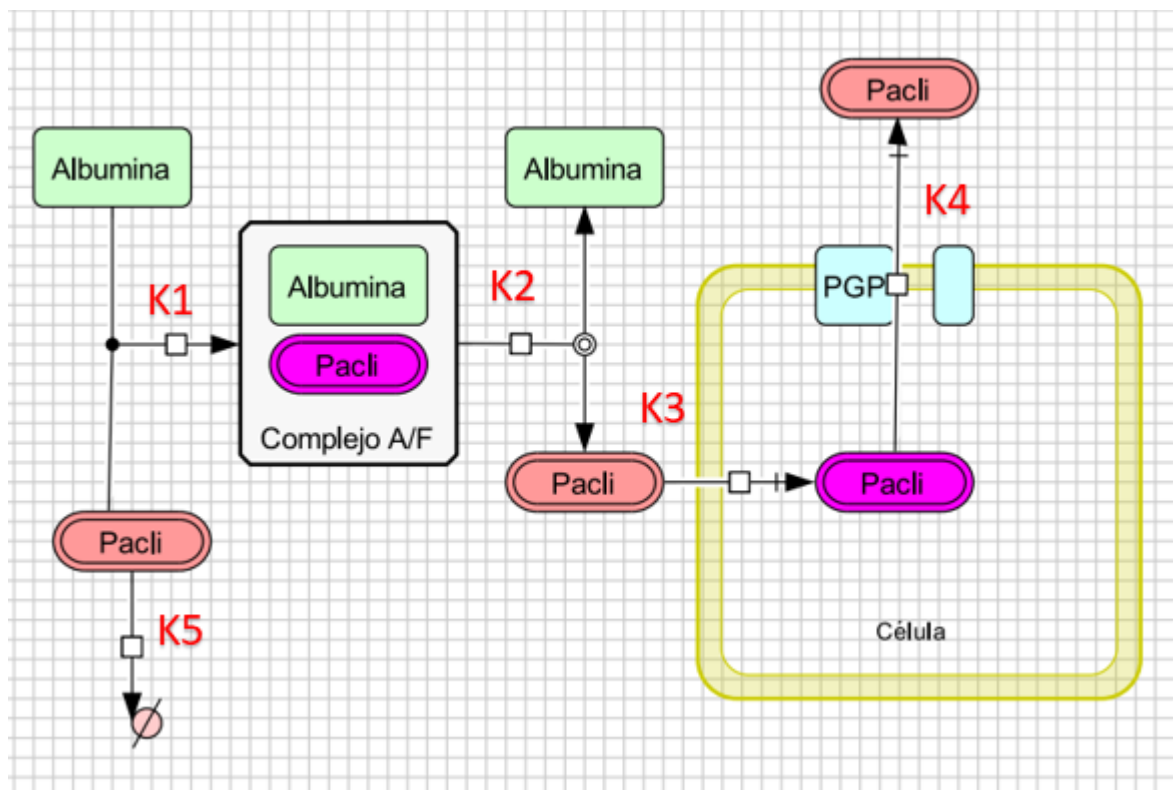 Pacli
Albumina
Albumina
K4
K1
Albumina
K2
PGP
Pacli
Complejo A/F
K3
Pacli
Pacli
Pacli
K5
Célula